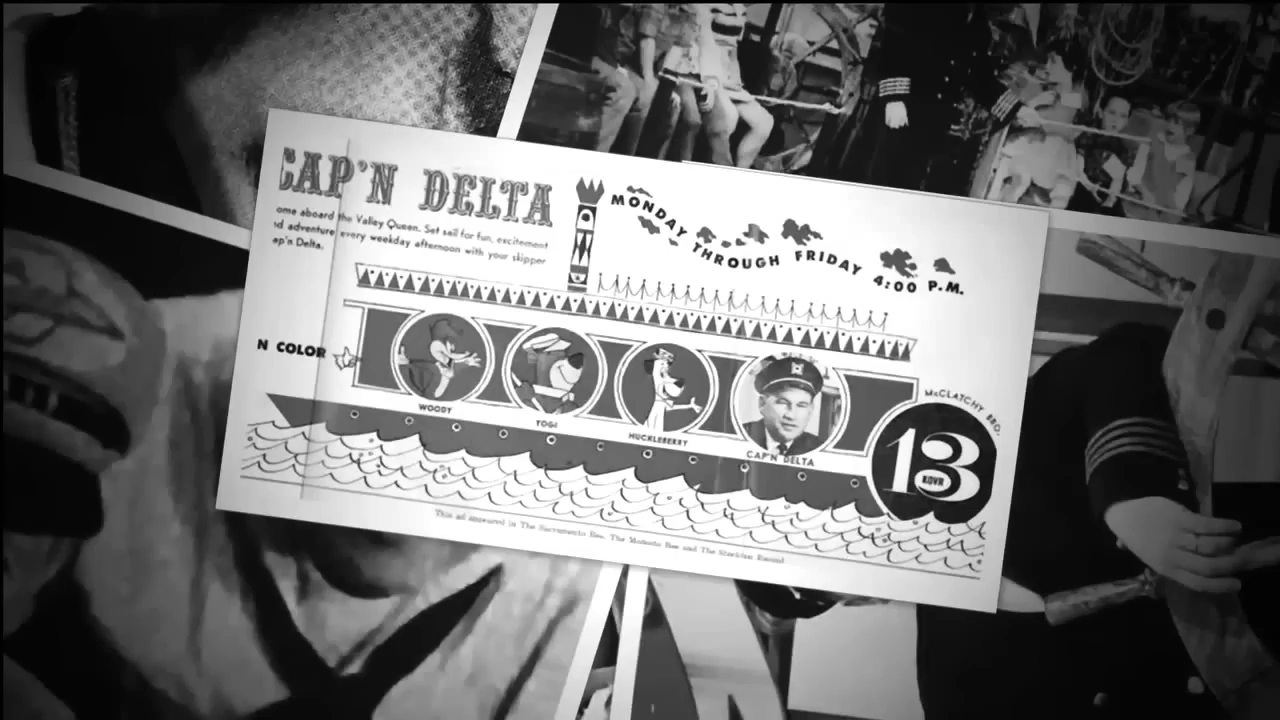 CAP'N DELTA
ome aboard the Valley Queen. Set sail for fun, excitement
nd adventure every weekday afternoon with your skipper
ap'n Delta.
MONDAY THROUGH FRIDAY 4:00 P.M.
N COLOR
WOODY
YOGI
HUCKLEBERRY
CAP'N DELTA
McCLATCHY BRO.
13
KOVR
This ad appeared in The Sacramento Bee, The Modesto Bee and The Stockton Record